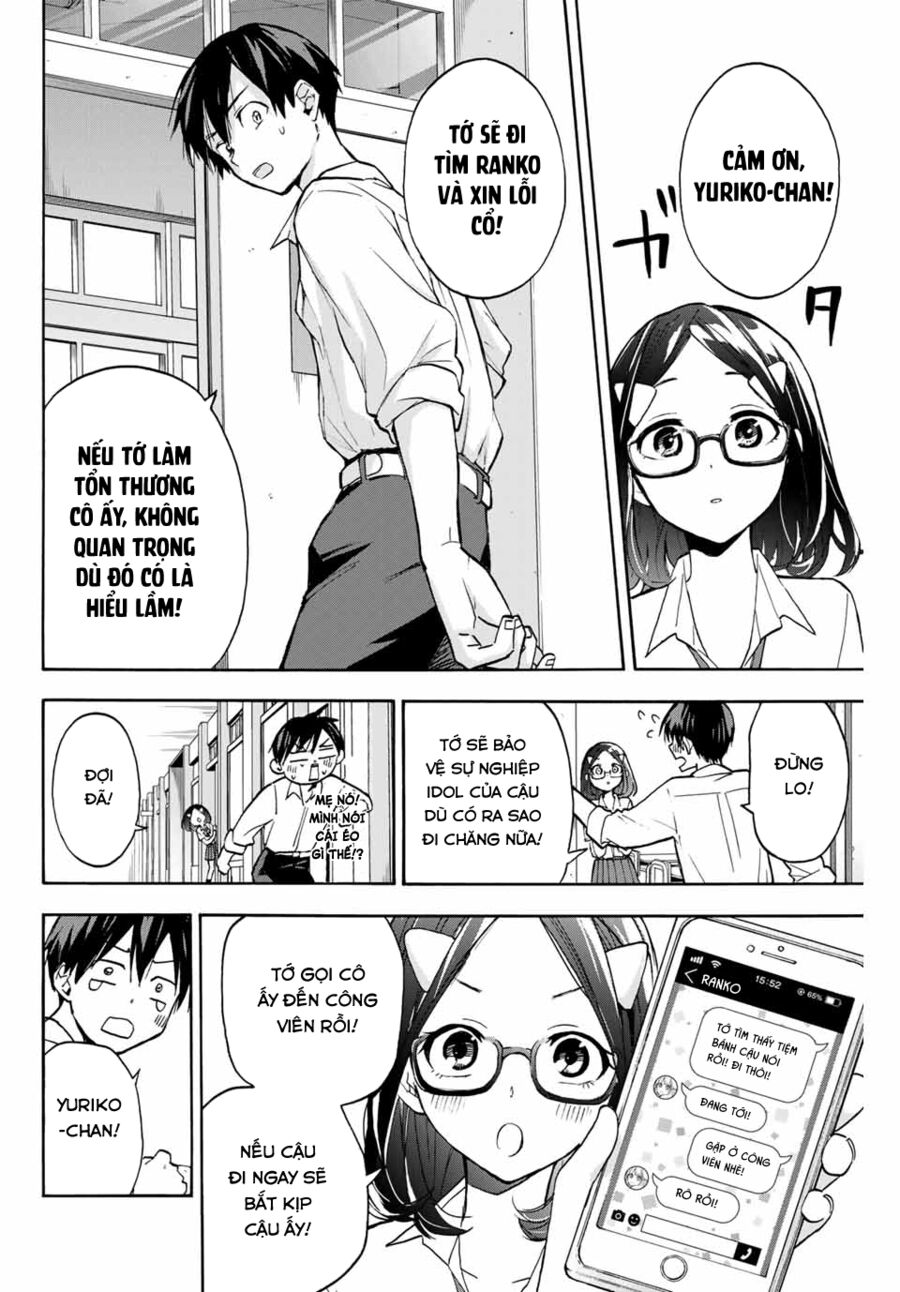 CẢM ƠN,
YURIKO-CHAN!
ガタ
TỚ SẼ ĐI
TÌM RANKO
VÀ XIN LỖI
CỔ!
NẾU TỚ LÀM
TỔN THƯƠNG
CÔ ẤY, KHÔNG
QUAN TRỌNG
DÙ ĐÓ CÓ LÀ
HIỂU LẦM!
ĐỪNG
LO!
TỚ SẼ BẢO
VỆ SỰ NGHIỆP
IDOL CỦA CẬU
DÙ CÓ RA SAO
ĐI CHĂNG NỮA!
MẸ NÓ!
MÌNH NÓI
CÁI ÉO
GÌ THẾ!?
ĐỢI
ĐÃ!
RANKO
15:52
65%
TỚ TÌM THẤY TIỆM
BÁNH CẬU NÓI
RỒI! ĐI THÔI!
ĐANG TỚI!
GẶP Ở CÔNG
VIÊN NHÉ!
RÕ RỒI!
TỚ GỌI CÔ
ẤY ĐẾN CÔNG
VIÊN RỒI!
NẾU CẬU
ĐI NGAY SẼ
BẮT KỊP
CẬU ẤY!
YURIKO
-CHAN!